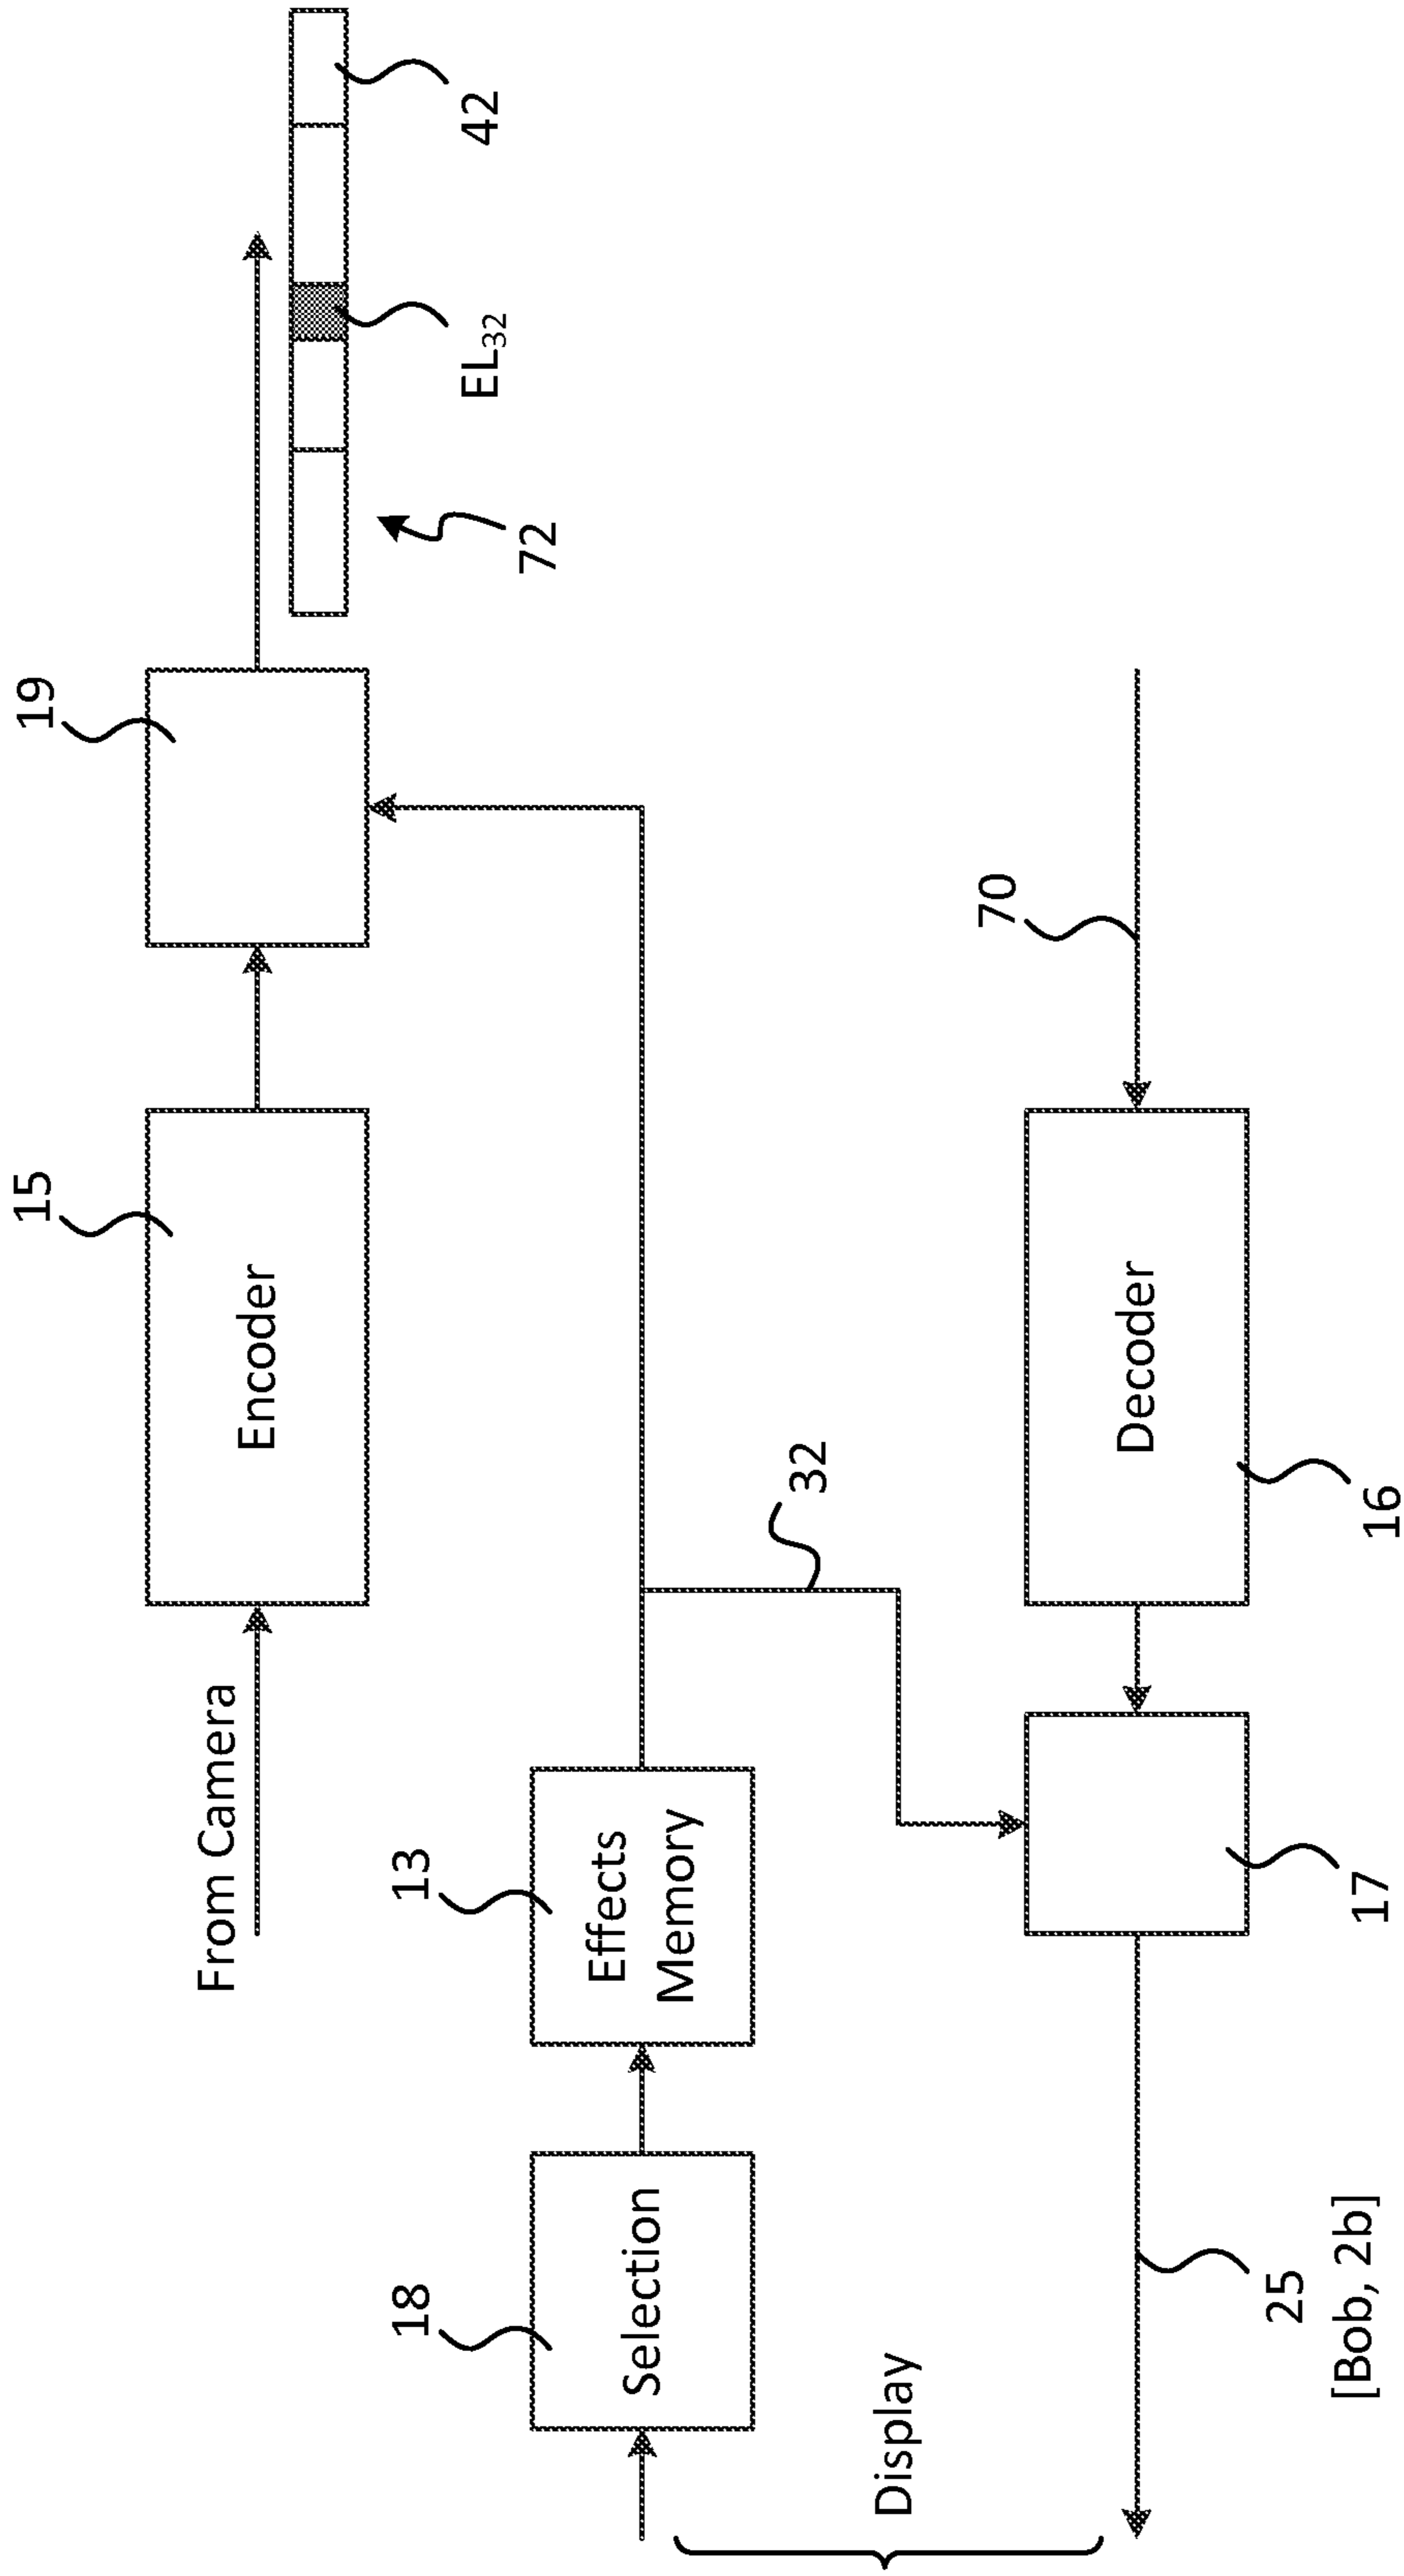 15
19
From Camera
Encoder
42
EL32
72
18
13
Selection
Effects
Memory
32
70
Display
Decoder
16
17
25
[Bob, 2b]